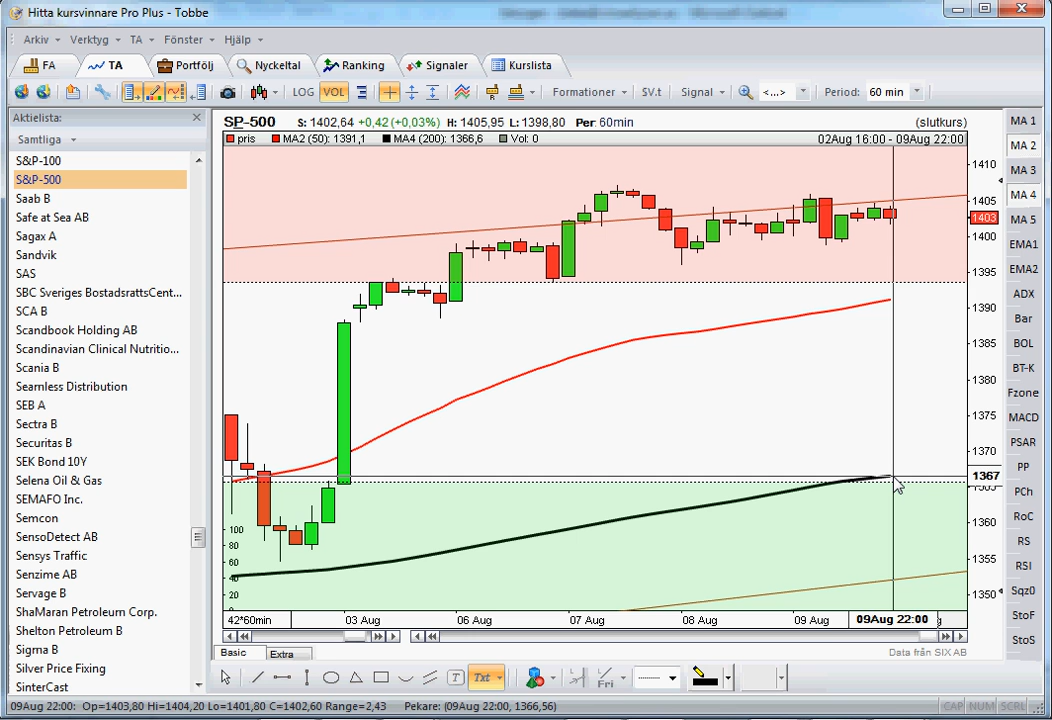 Hitta kursvinnare Pro Plus - Tobbe
Arkiv Verktyg TA Fönster Hjälp
FA TA Portfölj Nyckeltal Ranking Signaler Kurslista
LOG VOL Formationer SV.t Signal <...> Period: 60 min
Aktielista:
Samtliga
S&P-100
S&P-500
Saab B
Safe at Sea AB
Sagax A
Sandvik
SAS
SBC Sveriges BostadsrattsCent...
SCA B
Scandbook Holding AB
Scandinavian Clinical Nutritio...
Scania B
Seamless Distribution
SEB A
Sectra B
Securitas B
SEK Bond 10Y
Selena Oil & Gas
SEMAFO Inc.
Semcon
SensoDetect AB
Sensys Traffic
Senzime AB
Servage B
ShaMaran Petroleum Corp.
Shelton Petroleum B
Sigma B
Silver Price Fixing
SinterCast
SP-500 S: 1402,64 +0,42 (+0,03%) H: 1405,95 L: 1398,80 Per: 60min (slutkurs)
pris MA2 (50): 1391,1 MA4 (200): 1366,6 Vol: 0 02Aug 16:00 - 09Aug 22:00
1410
1405
1403
1400
1395
1390
1385
1380
1375
1370
1367
1365
1360
1355
1350
100
80
60
40
20
0
42*60min 03 Aug 06 Aug 07 Aug 08 Aug 09 Aug 09Aug 22:00
Basic Extra Data från SIX AB
MA 1
MA 2
MA 3
MA 4
MA 5
EMA1
EMA2
ADX
Bar
BOL
BT-K
Fzone
MACD
PSAR
PP
PCh
RoC
RS
RSI
Sqz0
StoF
StoS
T Txt Fri
09Aug 22:00: Op=1403,80 Hi=1404,20 Lo=1401,80 C=1402,60 Range=2,43 Pekare: (09Aug 22:00, 1366,56) CAP NUM SCRL